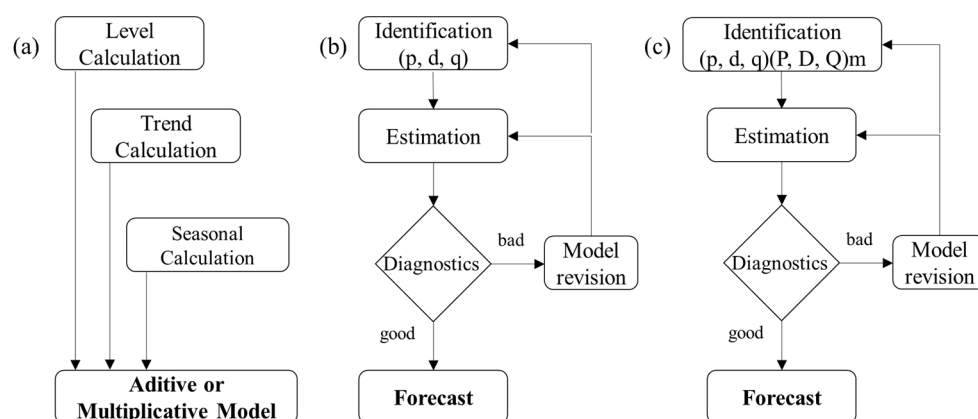 (a)
Level
Calculation
Trend
Calculation
Seasonal
Calculation
Aditive or
Multiplicative Model
(b)
Identification
(p, d, q)
Estimation
Diagnostics
bad
Model
revision
good
Forecast
(c)
Identification
(p, d, q)(P, D, Q)m
Estimation
Diagnostics
bad
Model
revision
good
Forecast